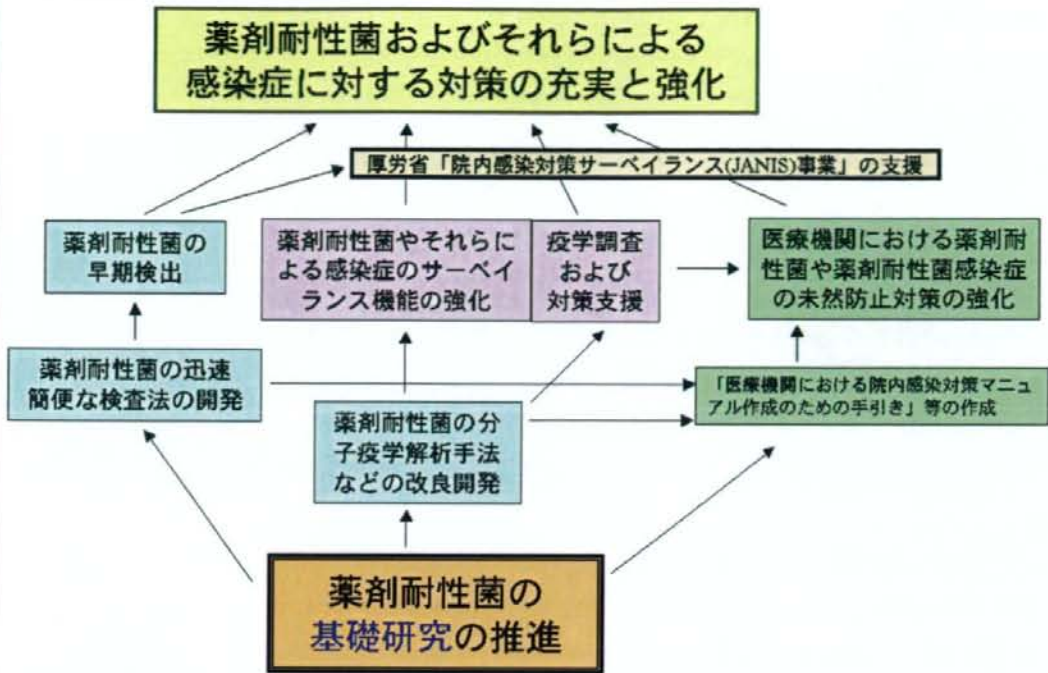 薬剤耐性菌およびそれらによる
感染症に対する対策の充実と強化
厚労省「院内感染対策サーベイランス(JANIS)事業」の支援
薬剤耐性菌の
早期検出
薬剤耐性菌やそれらに
よる感染症のサーベイ
ランス機能の強化
疫学調査
および
対策支援
医療機関における薬剤耐
性菌や薬剤耐性菌感染症
の未然防止対策の強化
薬剤耐性菌の迅速
簡便な検査法の開発
薬剤耐性菌の分
子疫学解析手法
などの改良開発
「医療機関における院内感染対策マニュ
アル作成のための手引き」等の作成
薬剤耐性菌の
基礎研究の推進